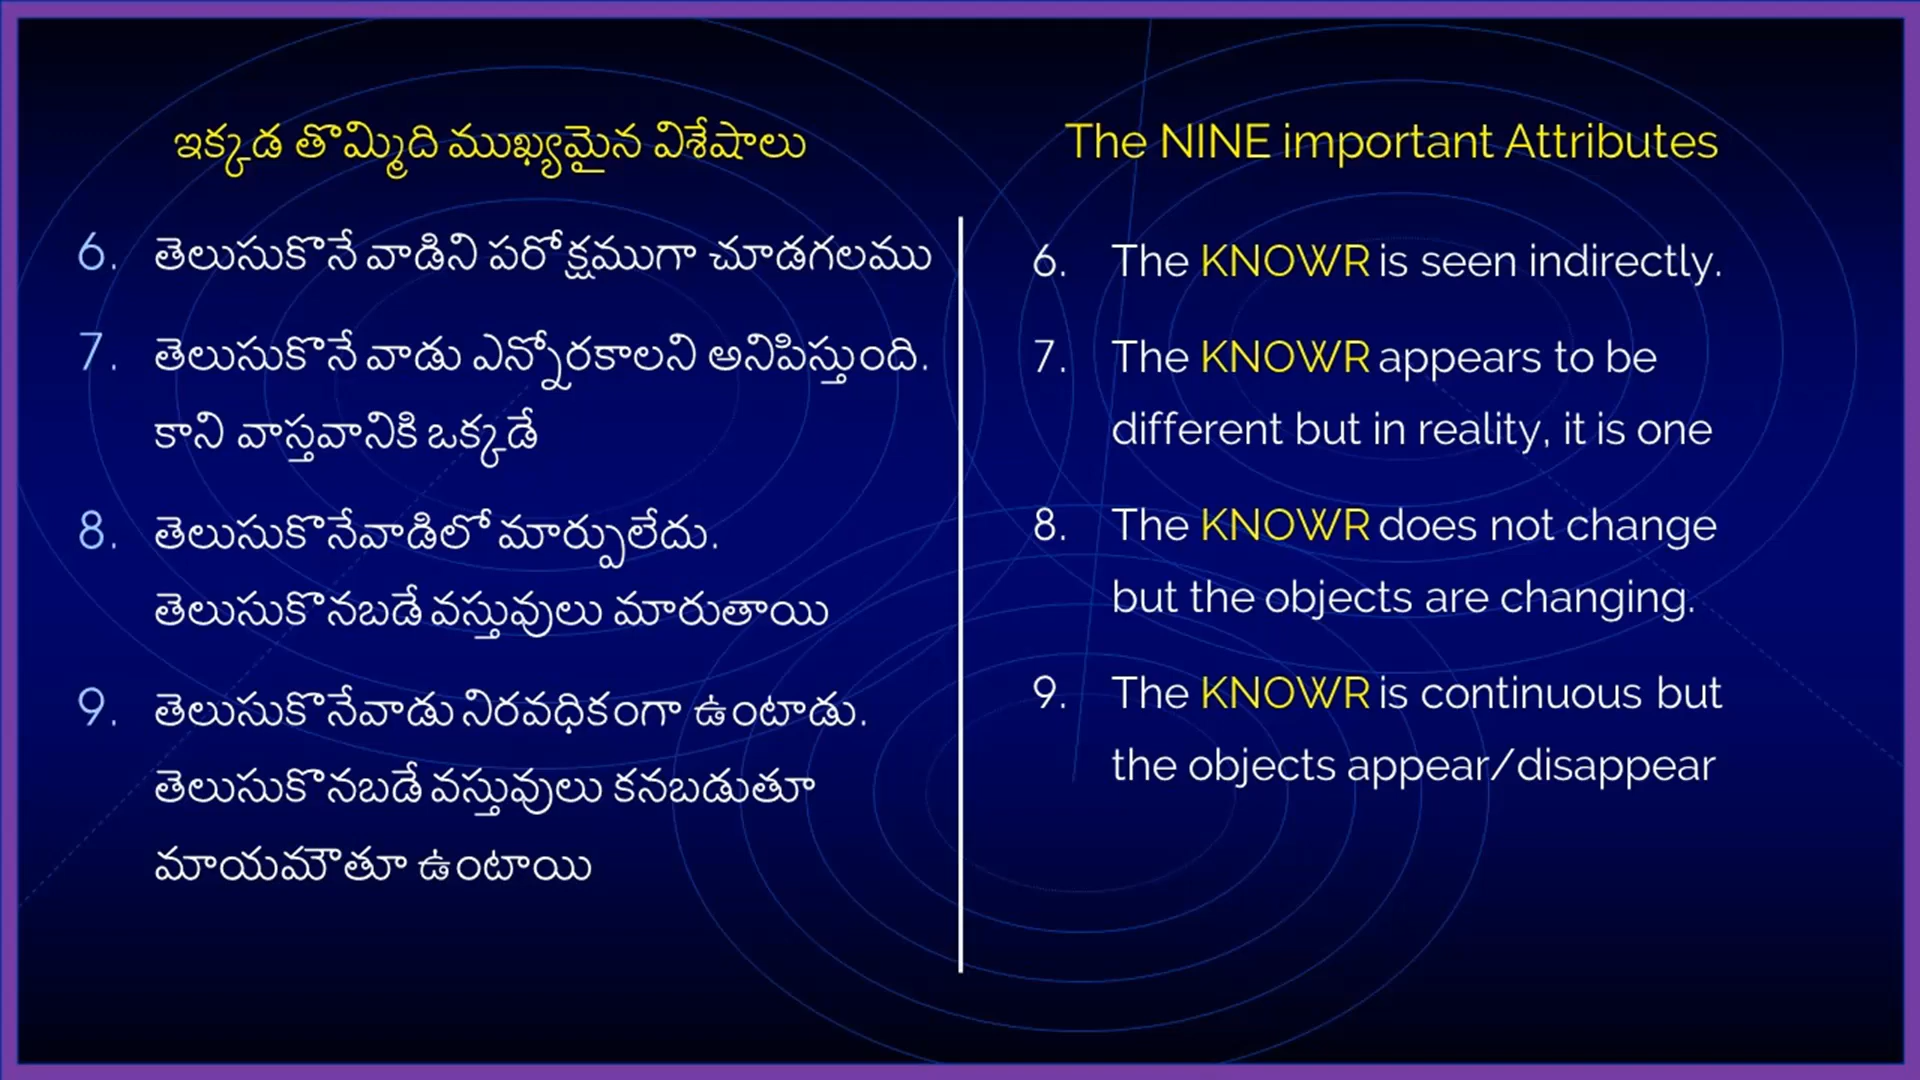 ఇక్కడ తొమ్మిది ముఖ్యమైన విశేషాలు
6. తెలుసుకొనే వాడిని పరోక్షముగా చూడగలము
7. తెలుసుకొనే వాడు ఎన్నోరకాలని అనిపిస్తుంది.
కాని వాస్తవానికి ఒక్కడే
8. తెలుసుకొనేవాడిలో మార్పులేదు.
తెలుసుకొనబడే వస్తువులు మారుతాయి
9. తెలుసుకొనేవాడు నిరవధికంగా ఉంటాడు.
తెలుసుకొనబడే వస్తువులు కనబడుతూ
మాయమౌతూ ఉంటాయి
The NINE important Attributes
6. The KNOWR is seen indirectly.
7. The KNOWR appears to be
different but in reality, it is one
8. The KNOWR does not change
but the objects are changing.
9. The KNOWR is continuous but
the objects appear/disappear